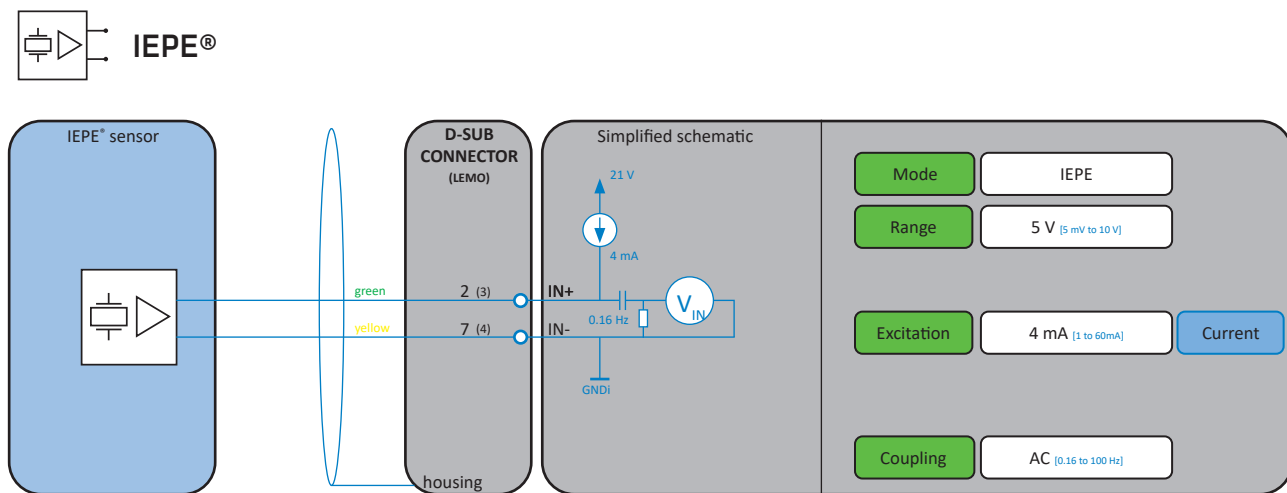 IEPE®
IEPE® sensor
green
yellow
D-SUB
CONNECTOR
(LEMO)
2 (3)
7 (4)
housing
Simplified schematic
21 V
4 mA
IN+
0.16 Hz
VIN
IN-
GNDi
Mode IEPE
Range 5 V [5 mV to 10 V]
Excitation 4 mA [1 to 60mA] Current
Coupling AC [0.16 to 100 Hz]